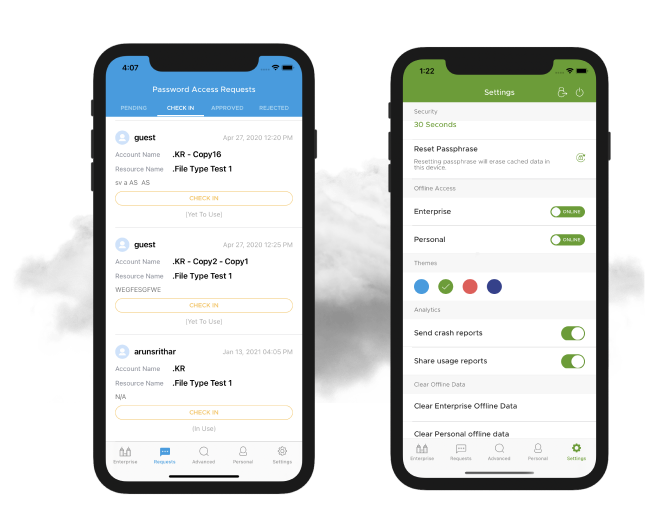 4:07
Password Access Requests
PENDING CHECK IN APPROVED REJECTED
guest Apr 27, 2020 12:20 PM
Account Name .KR - Copy16
Resource Name .File Type Test 1
sv a AS AS
CHECK IN
(Yet To Use)
guest Apr 27, 2020 12:25 PM
Account Name .KR - Copy2 - Copy1
Resource Name .File Type Test 1
WEGFESGFWE
CHECK IN
(Yet To Use)
arunsrithar Jan 13, 2021 04:05 PM
Account Name .KR
Resource Name .File Type Test 1
N/A
CHECK IN
(In Use)
Enterprise Requests Advanced Personal Settings
1:22
Settings
Security
30 Seconds
Reset Passphrase
Resetting passphrase will erase cached data in
this device.
Offline Access
Enterprise ONLINE
Personal ONLINE
Themes
Analytics
Send crash reports
Share usage reports
Clear Offline Data
Clear Enterprise Offline Data
Clear Personal offline data
Enterprise Requests Advanced Personal Settings